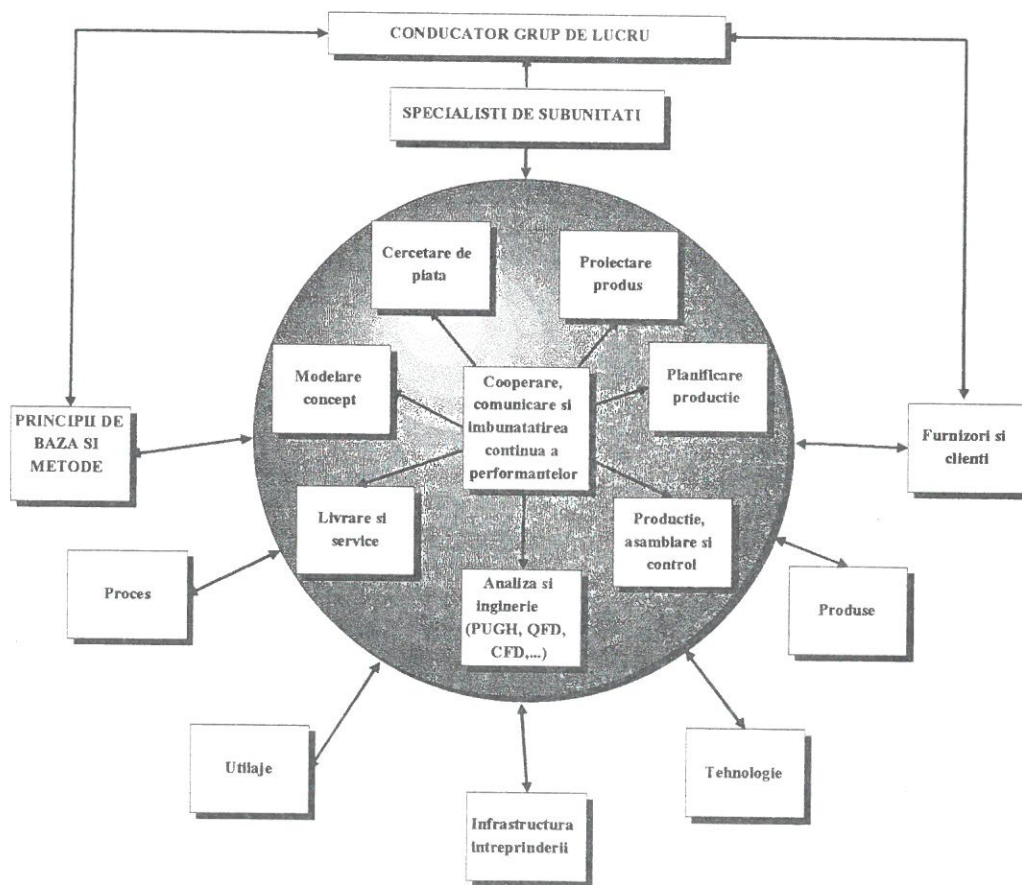 CONDUCATOR GRUP DE LUCRU
SPECIALISTI DE SUBUNITATI
Cercetare de
piata
Proiectare
produs
Modelare
concept
Cooperare,
comunicare si
imbunatatirea
continua a
performantelor
Planificare
productie
PRINCIPII DE
BAZA SI
METODE
Furnizori si
clienti
Livrare si
service
Productie,
asamblare si
control
Analiza si
inginerie
(PUGH, QFD,
CFD,...)
Proces
Produse
Utilaje
Tehnologie
Infrastructura
intreprinderii